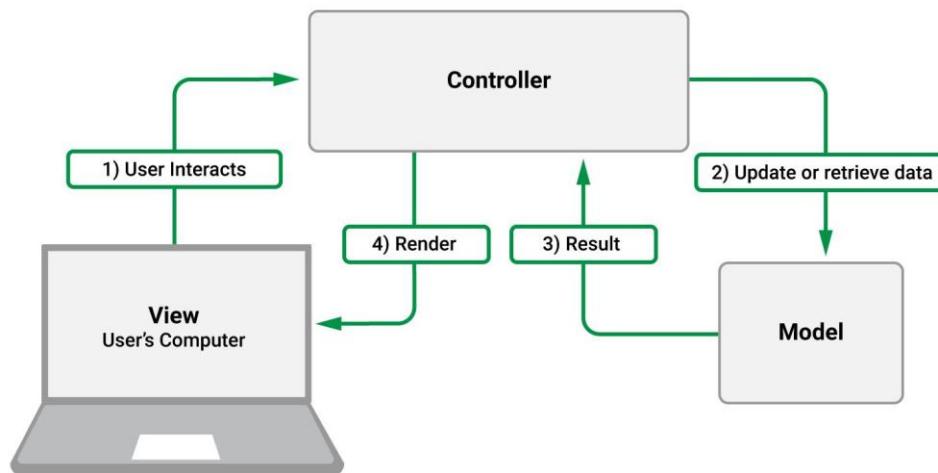 Controller
1) User Interacts
2) Update or retrieve data
4) Render
3) Result
View
User's Computer
Model